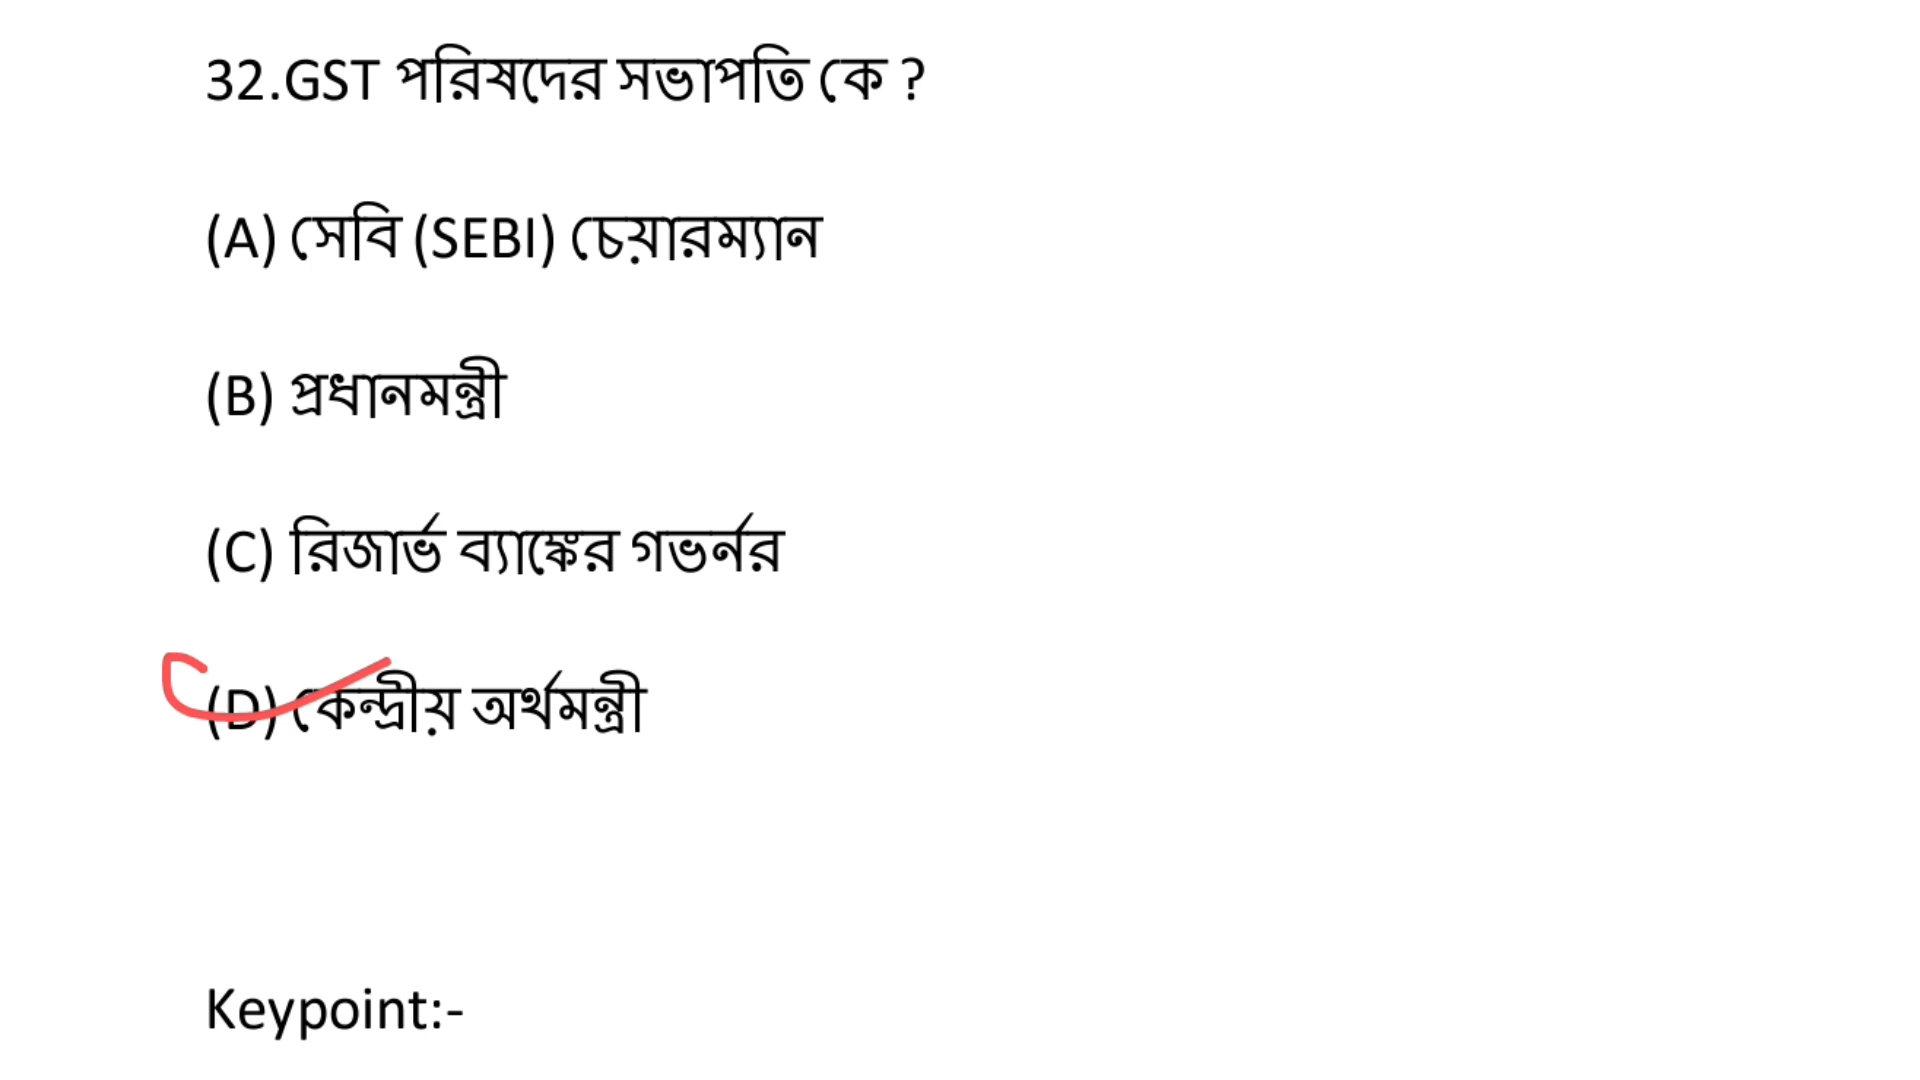 32.GST পরিষদের সভাপতি কে ?
(A) সেবি (SEBI) চেয়ারম্যান
(B) প্রধানমন্ত্রী
(C) রিজার্ভ ব্যাঙ্কের গভর্নর
(D) কেন্দ্রীয় অর্থমন্ত্রী
Keypoint:-